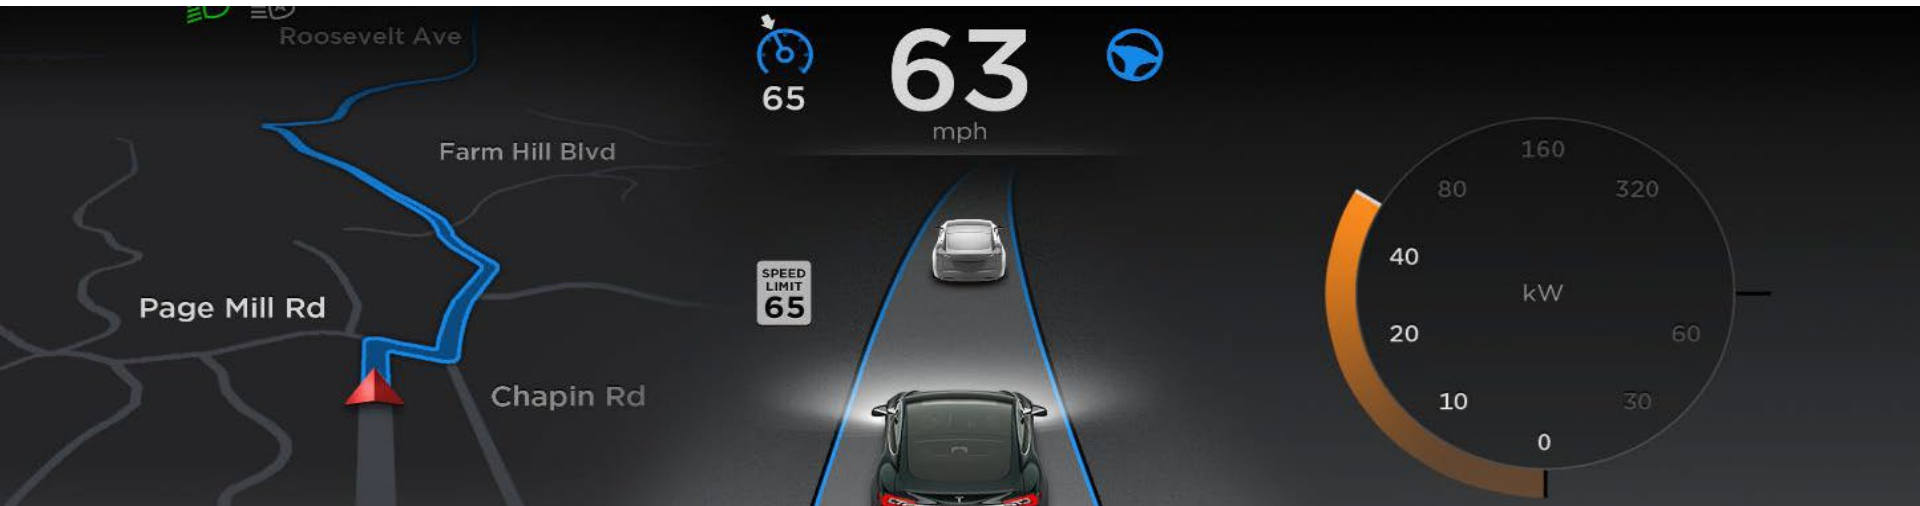 Roosevelt Ave
Farm Hill Blvd
Page Mill Rd
Chapin Rd
65
63
mph
SPEED
LIMIT
65
160
80
320
40
kW
20
60
10
30
0